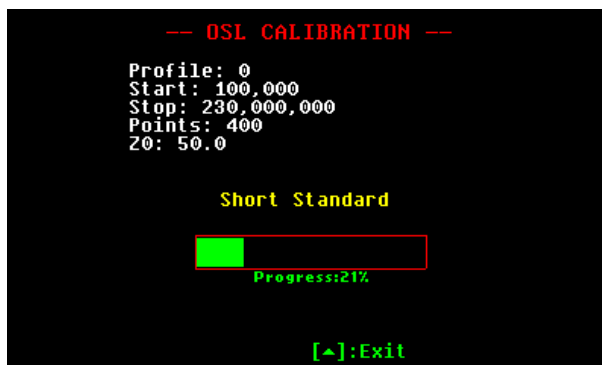 -- OSL CALIBRATION --
Profile: 0
Start: 100,000
Stop: 230,000,000
Points: 400
Z0: 50.0
Short Standard
Progress:21%
[▲]:Exit